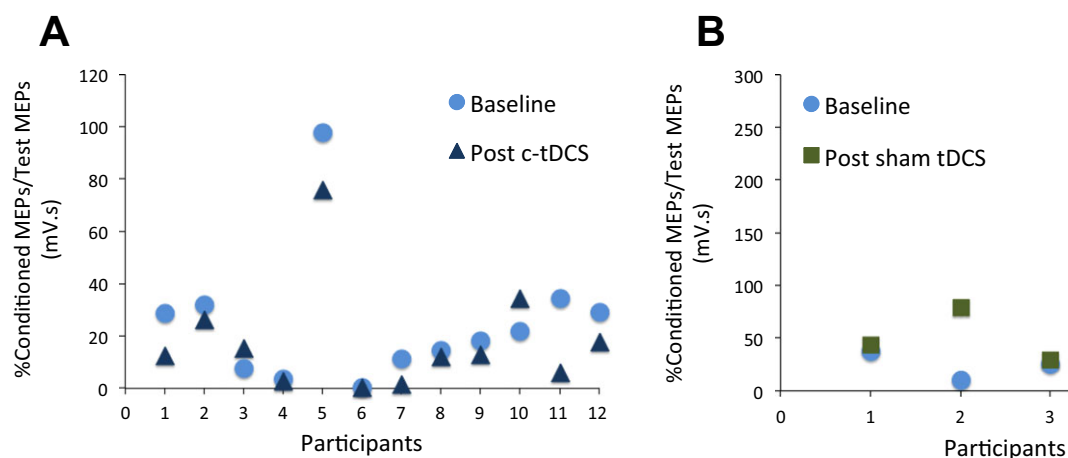 A
%Conditioned MEPs/Test MEPs
(mV.s)
120
100
80
60
40
20
0
Baseline
Post c-tDCS
0 1 2 3 4 5 6 7 8 9 10 11 12
Participants
B
%Conditioned MEPs/Test MEPs
(mV.s)
300
250
200
150
100
50
0
Baseline
Post sham tDCS
0 1 2 3
Participants